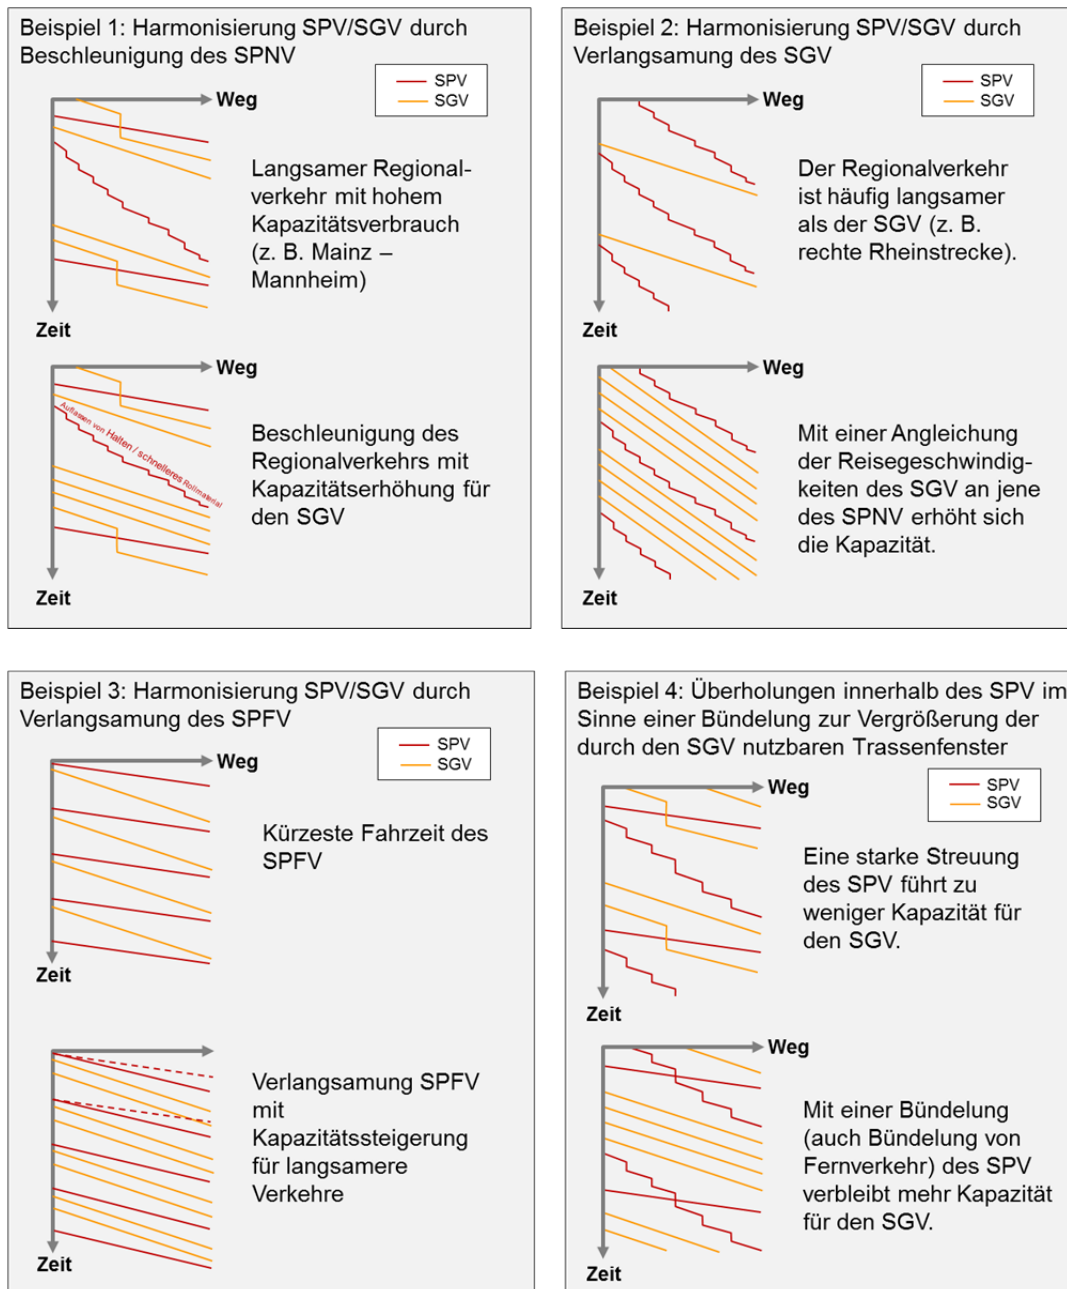 Beispiel 1: Harmonisierung SPV/SGV durch
Beschleunigung des SPNV
SPV
SGV
Weg
Langsamer Regional-
verkehr mit hohem
Kapazitätsverbrauch
(z. B. Mainz –
Mannheim)
Zeit
Weg
Auflassen von Halten / schnelleres Rollmaterial
Beschleunigung des
Regionalverkehrs mit
Kapazitätserhöhung für
den SGV
Zeit
Beispiel 2: Harmonisierung SPV/SGV durch
Verlangsamung des SGV
SPV
SGV
Weg
Der Regionalverkehr
ist häufig langsamer
als der SGV (z. B.
rechte Rheinstrecke).
Zeit
Weg
Mit einer Angleichung
der Reisegeschwindig-
keiten des SGV an jene
des SPNV erhöht sich
die Kapazität.
Zeit
Beispiel 3: Harmonisierung SPV/SGV durch
Verlangsamung des SPFV
SPV
SGV
Weg
Kürzeste Fahrzeit des
SPFV
Zeit
Verlangsamung SPFV
mit
Kapazitätssteigerung
für langsamere
Verkehre
Zeit
Beispiel 4: Überholungen innerhalb des SPV im
Sinne einer Bündelung zur Vergrößerung der
durch den SGV nutzbaren Trassenfenster
SPV
SGV
Weg
Eine starke Streuung
des SPV führt zu
weniger Kapazität für
den SGV.
Zeit
Weg
Mit einer Bündelung
(auch Bündelung von
Fernverkehr) des SPV
verbleibt mehr Kapazität
für den SGV.
Zeit